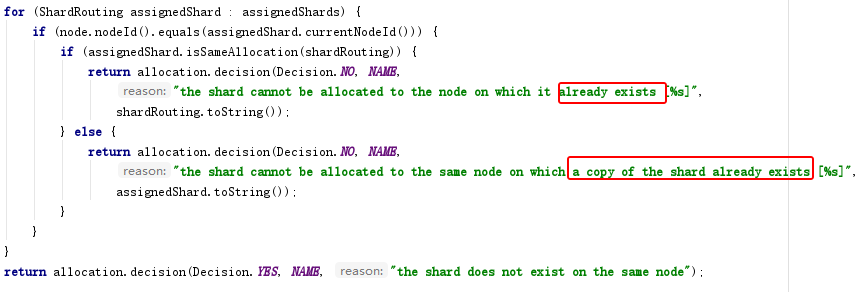 for (ShardRouting assignedShard : assignedShards) {
if (node.nodeId().equals(assignedShard.currentNodeId())) {
if (assignedShard.isSameAllocation(shardRouting)) {
return allocation.decision(Decision.NO, NAME,
reason: "the shard cannot be allocated to the node on which it already exists [%s]",
shardRouting.toString());
} else {
return allocation.decision(Decision.NO, NAME,
reason: "the shard cannot be allocated to the same node on which a copy of the shard already exists [%s]",
assignedShard.toString());
}
}
}
return allocation.decision(Decision.YES, NAME, reason: "the shard does not exist on the same node");